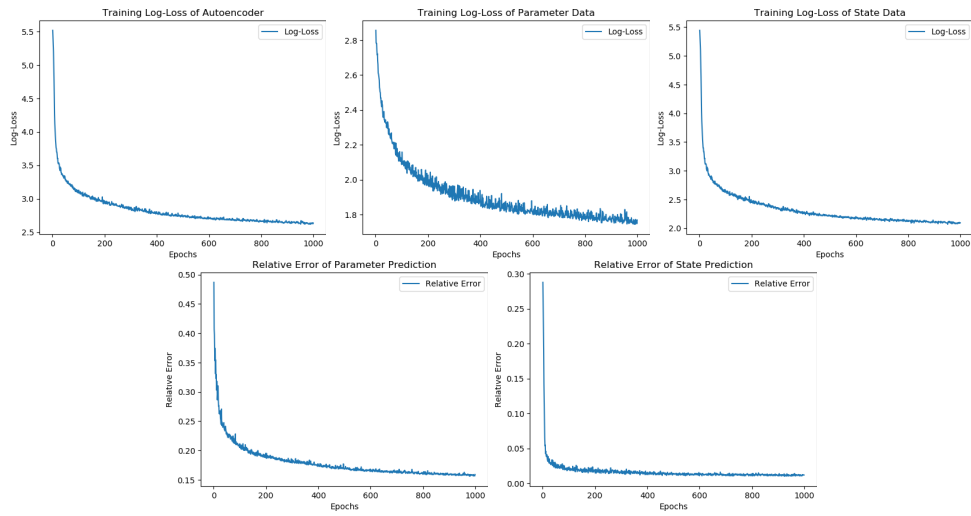 Training Log-Loss of Autoencoder
Log-Loss
5.5
5.0
4.5
4.0
3.5
3.0
2.5
Log-Loss
0 200 400 600 800 1000
Epochs
Training Log-Loss of Parameter Data
Log-Loss
2.8
2.6
2.4
2.2
2.0
1.8
Log-Loss
0 200 400 600 800 1000
Epochs
Training Log-Loss of State Data
Log-Loss
5.5
5.0
4.5
4.0
3.5
3.0
2.5
2.0
Log-Loss
0 200 400 600 800 1000
Epochs
Relative Error of Parameter Prediction
Relative Error
0.50
0.45
0.40
0.35
0.30
0.25
0.20
0.15
Relative Error
0 200 400 600 800 1000
Epochs
Relative Error of State Prediction
Relative Error
0.30
0.25
0.20
0.15
0.10
0.05
0.00
Relative Error
0 200 400 600 800 1000
Epochs